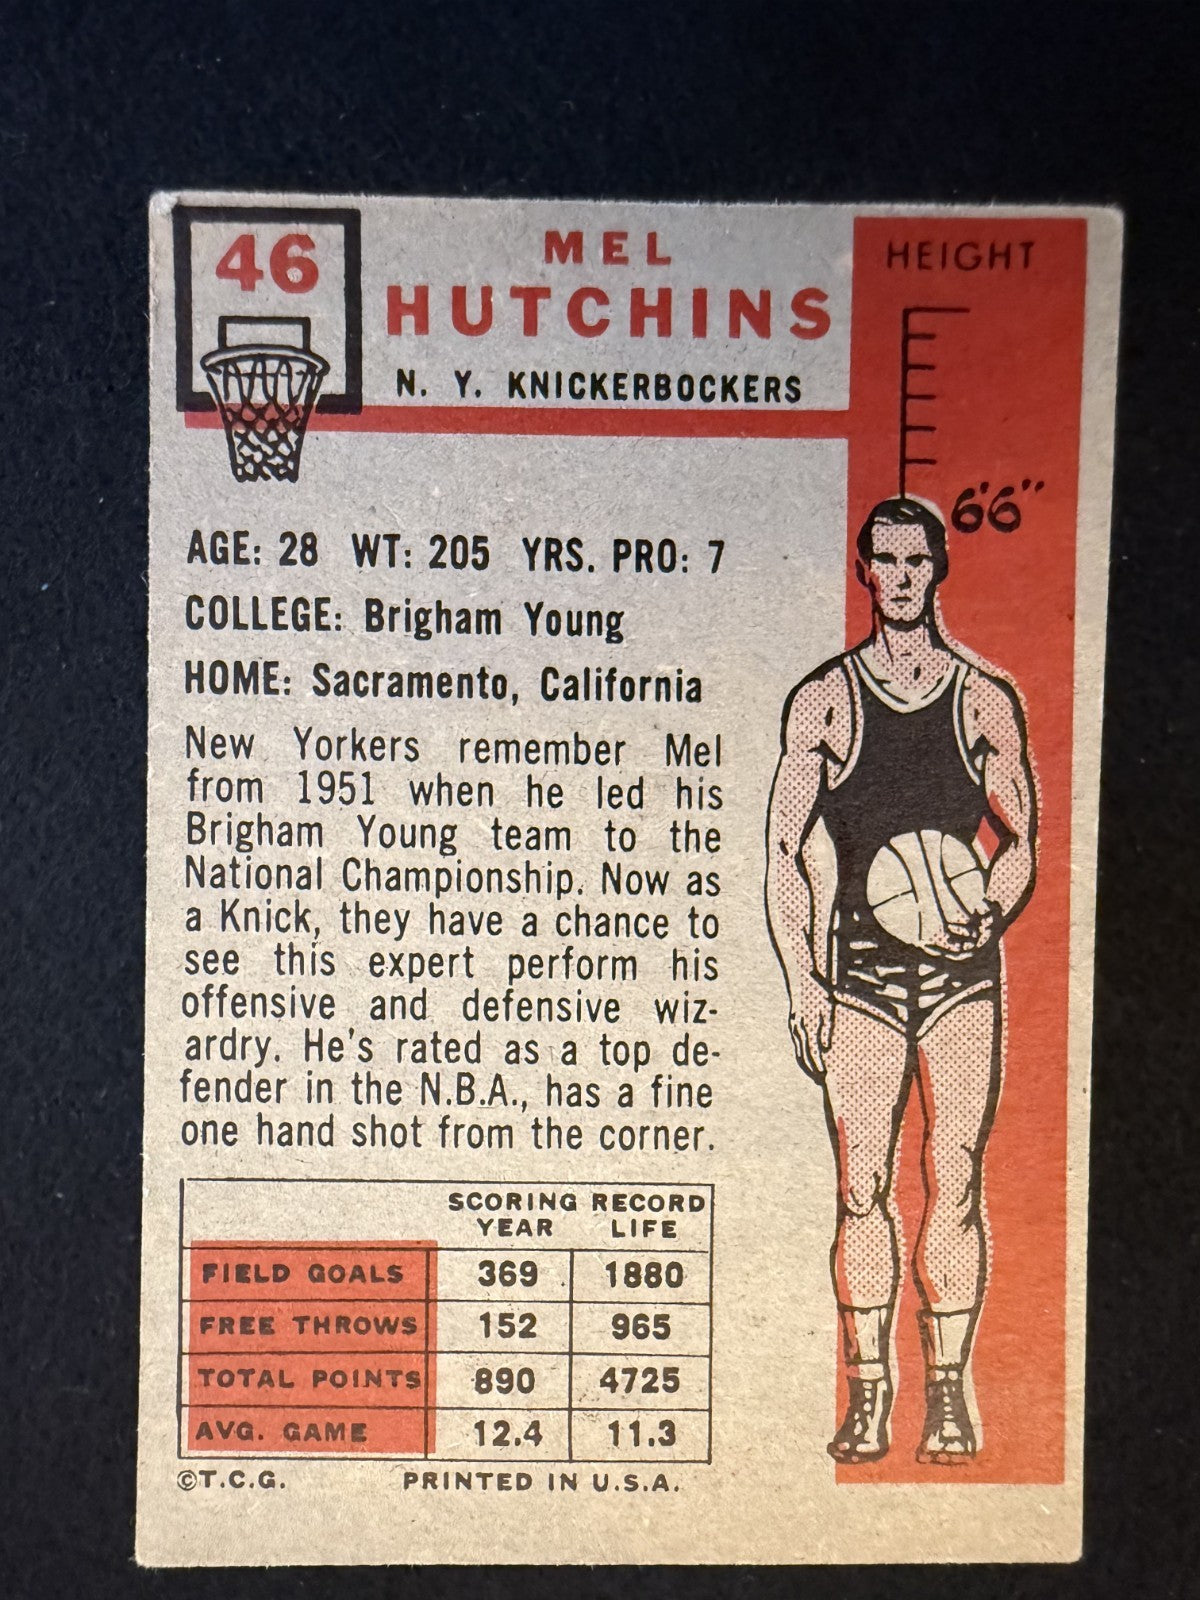 46
MEL
HUTCHINS
N. Y. KNICKERBOCKERS
HEIGHT
6'6"
AGE: 28 WT: 205 YRS. PRO: 7
COLLEGE: Brigham Young
HOME: Sacramento, California
New Yorkers remember Mel
from 1951 when he led his
Brigham Young team to the
National Championship. Now as
a Knick, they have a chance to
see this expert perform his
offensive and defensive wiz-
ardry. He's rated as a top de-
fender in the N.B.A., has a fine
one hand shot from the corner.
SCORING RECORD
YEAR LIFE
FIELD GOALS 369 1880
FREE THROWS 152 965
TOTAL POINTS 890 4725
AVG. GAME 12.4 11.3
©T.C.G. PRINTED IN U.S.A.